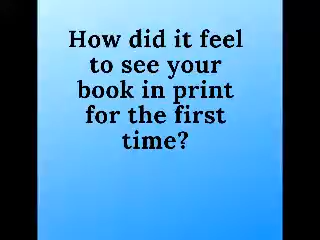 How did it feel
to see your
book in print
for the first
time?